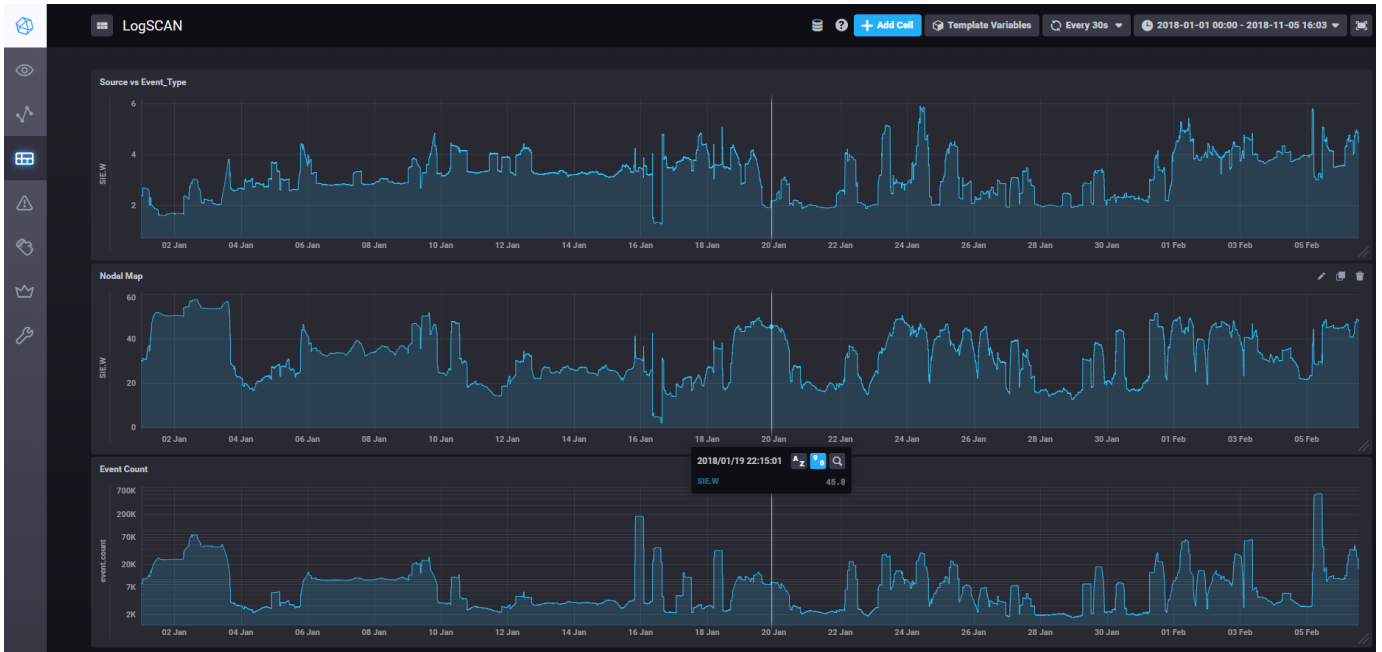 LogSCAN
Add Cell
Template Variables
Every 30s
2018-01-01 00:00 - 2018-11-05 16:03
Source vs Event_Type
6
4
2
SIE.W
02 Jan 04 Jan 06 Jan 08 Jan 10 Jan 12 Jan 14 Jan 16 Jan 18 Jan 20 Jan 22 Jan 24 Jan 26 Jan 28 Jan 30 Jan 01 Feb 03 Feb 05 Feb
Nodal Map
60
40
20
0
SIE.W
02 Jan 04 Jan 06 Jan 08 Jan 10 Jan 12 Jan 14 Jan 16 Jan 18 Jan 20 Jan 22 Jan 24 Jan 26 Jan 28 Jan 30 Jan 01 Feb 03 Feb 05 Feb
2018/01/19 22:15:01
SIE.W 45.8
Event Count
700K
200K
70K
20K
7K
2K
event.count
02 Jan 04 Jan 06 Jan 08 Jan 10 Jan 12 Jan 14 Jan 16 Jan 18 Jan 20 Jan 22 Jan 24 Jan 26 Jan 28 Jan 30 Jan 01 Feb 03 Feb 05 Feb